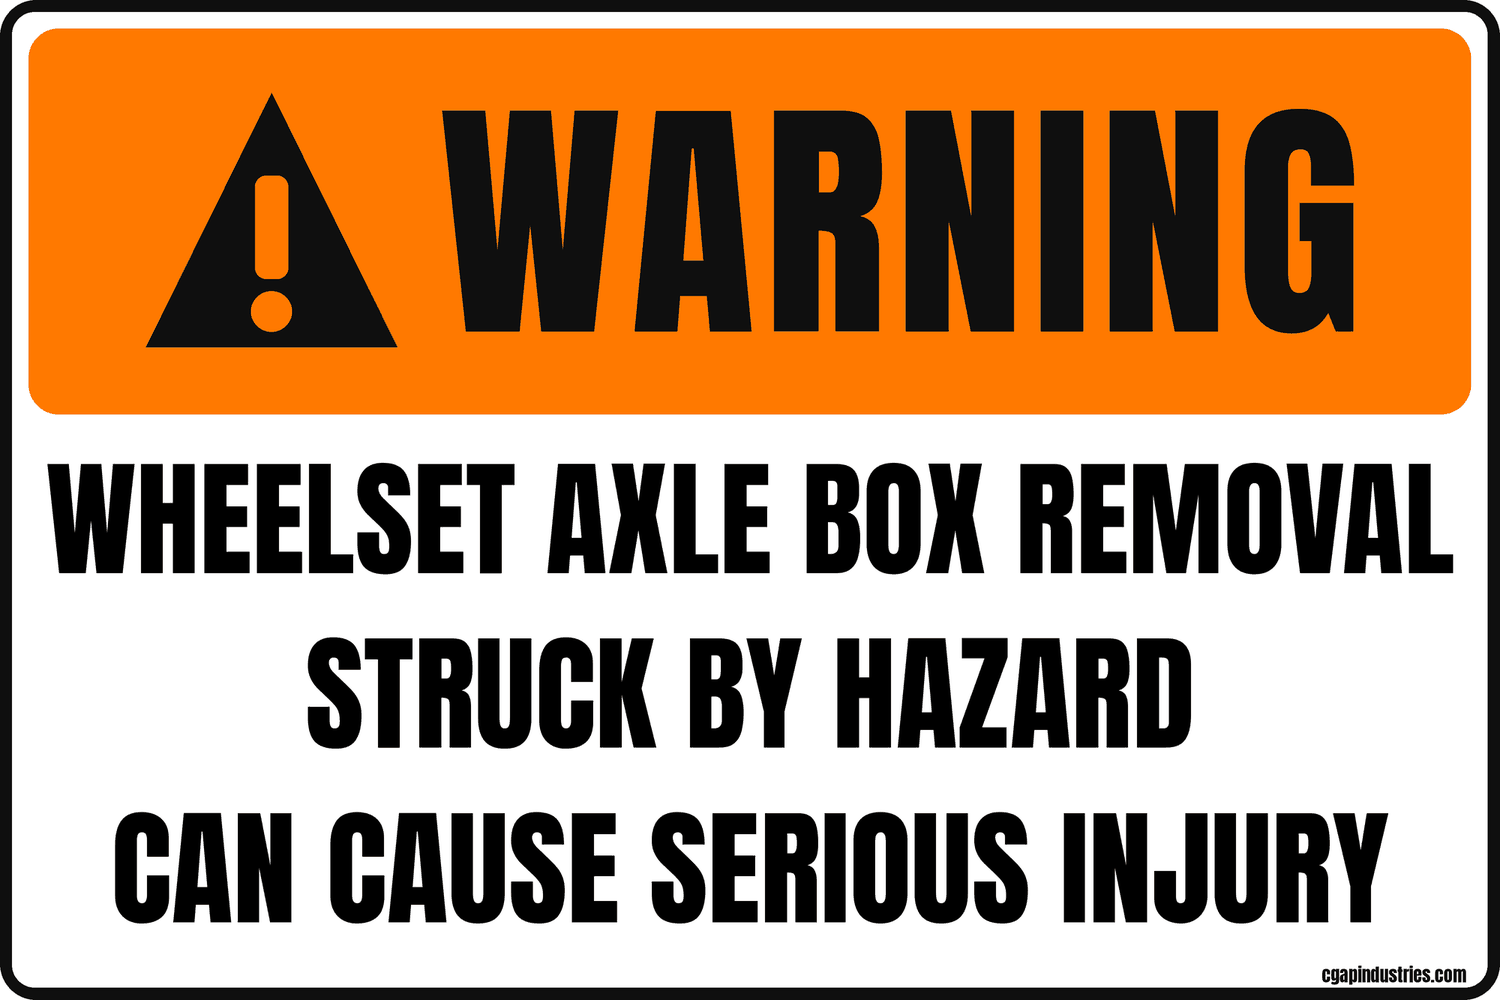 WARNING
WHEELSET AXLE BOX REMOVAL
STRUCK BY HAZARD
CAN CAUSE SERIOUS INJURY
cgapindustries.com